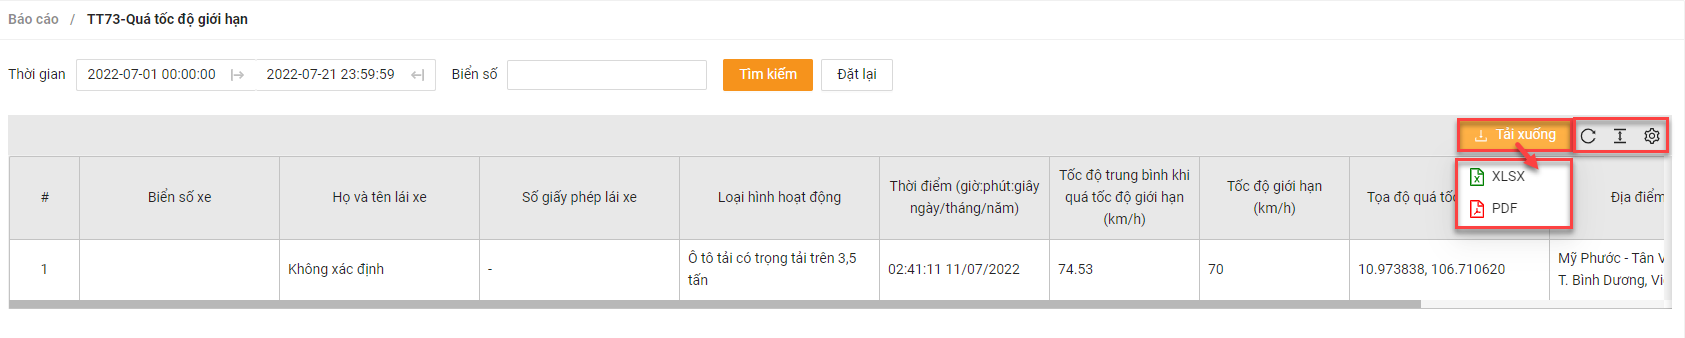 Báo cáo / TT73-Quá tốc độ giới hạn
Thời gian 2022-07-01 00:00:00 2022-07-21 23:59:59 Biển số Tìm kiếm Đặt lại
Tải xuống
XLSX
PDF
#
Biển số xe
Họ và tên lái xe
Số giấy phép lái xe
Loại hình hoạt động
Thời điểm (giờ:phút:giây
ngày/tháng/năm)
Tốc độ trung bình khi
quá tốc độ giới hạn
(km/h)
Tốc độ giới hạn
(km/h)
Tọa độ quá tốc
Địa điểm
1
Không xác định
-
Ô tô tải có trọng tải trên 3,5
tấn
02:41:11 11/07/2022
74.53
70
10.973838, 106.710620
Mỹ Phước - Tân V
T. Bình Dương, Vi